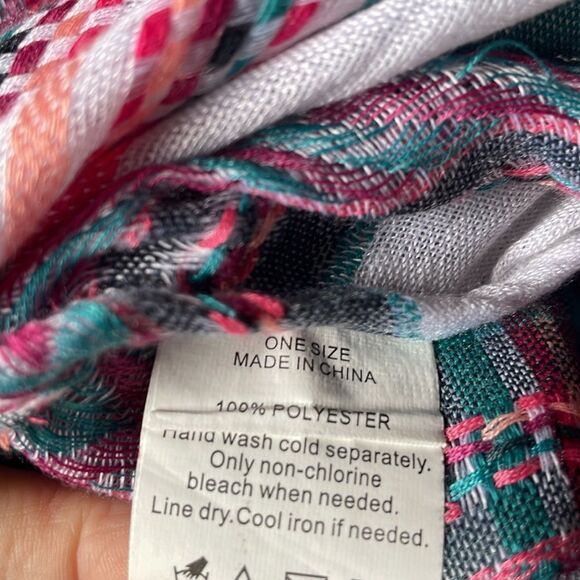 ONE SIZE
MADE IN CHINA
100% POLYESTER
Hand wash cold separately.
Only non-chlorine
bleach when needed.
Line dry.Cool iron if needed.